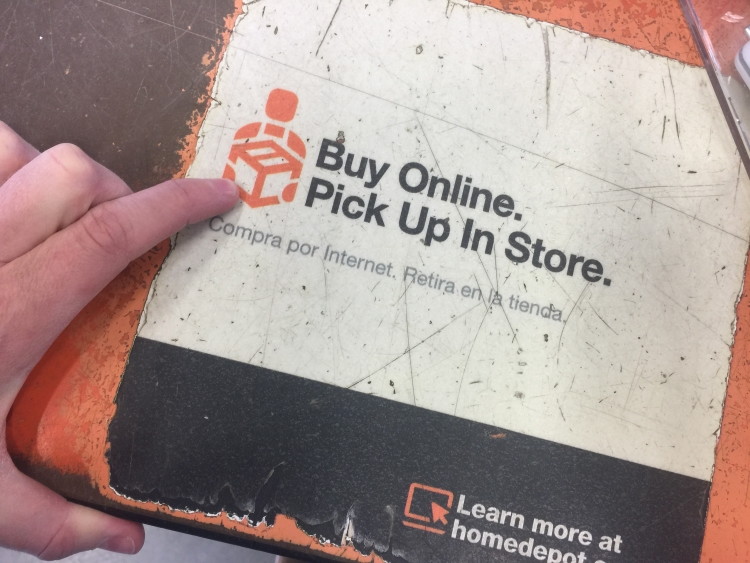 Buy Online.
Pick Up In Store.
Compra por Internet. Retira en la tienda.
Learn more at
homedepot.